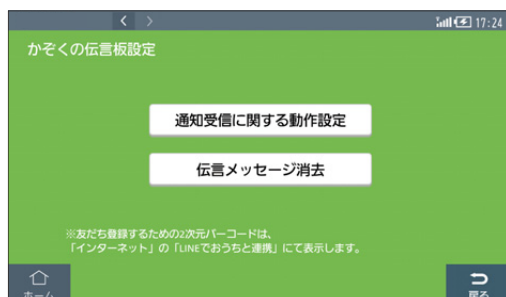 17:24
かぞくの伝言板設定
通知受信に関する動作設定
伝言メッセージ消去
※友だち登録するための2次元バーコードは、
「インターネット」の「LINEでおうちと連携」にて表示します。
ホーム
戻る